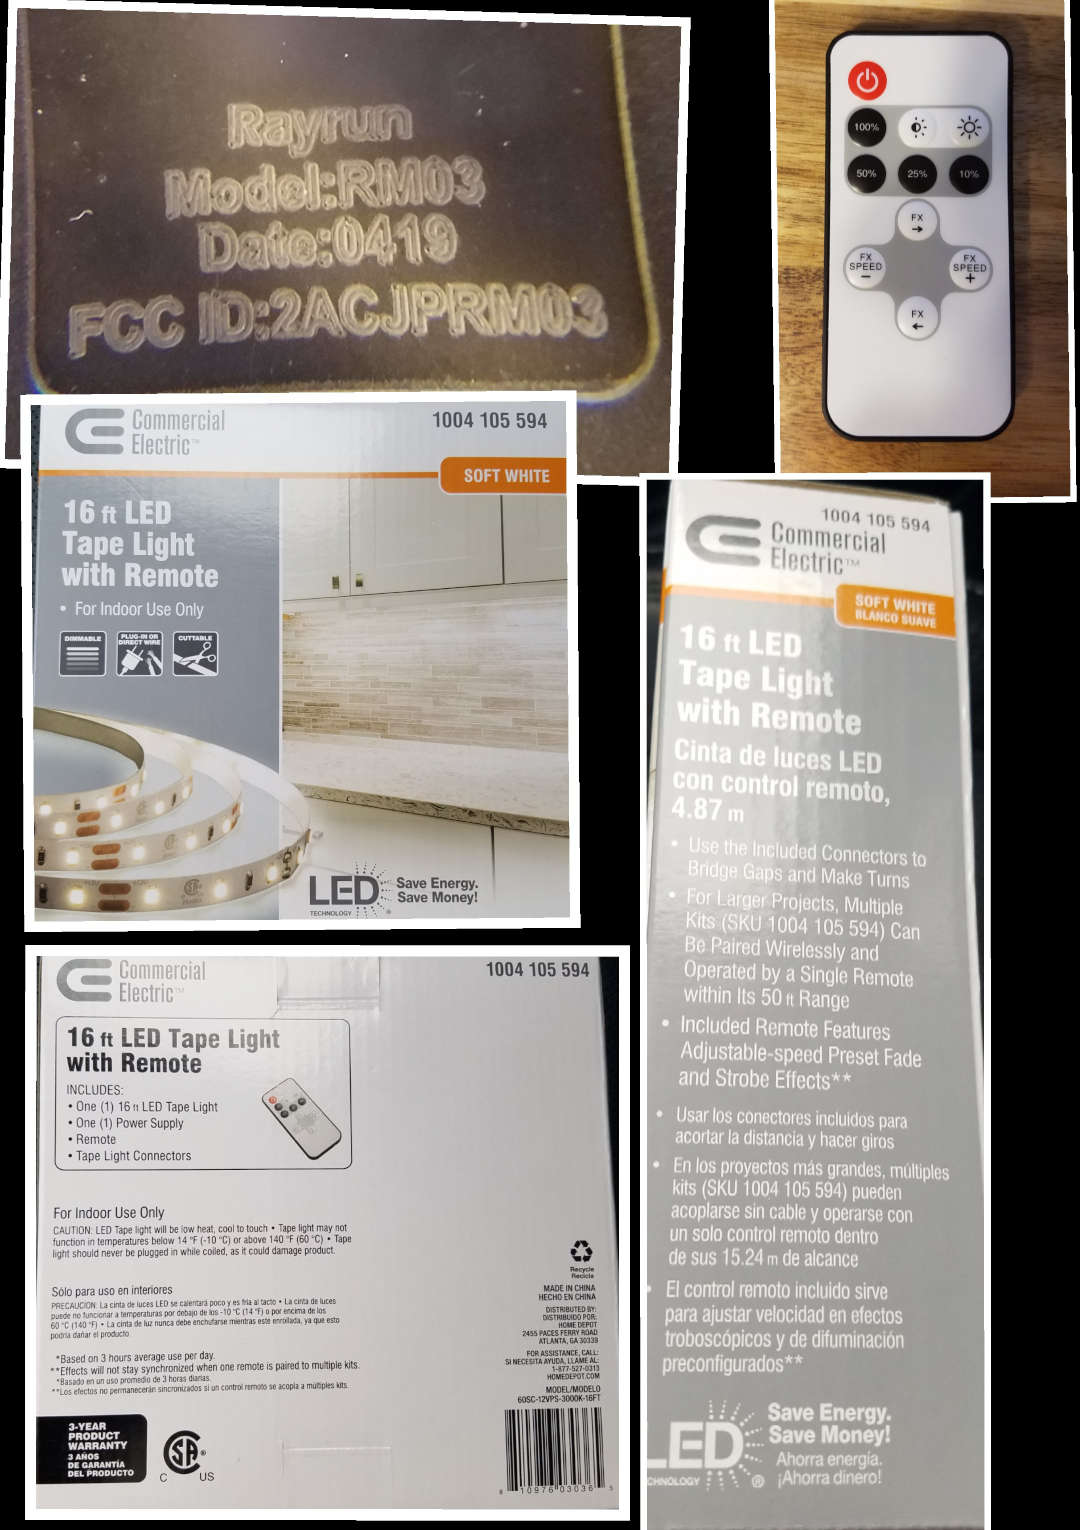 Rayrun
Model:RM03
Date:0419
FCC ID:2ACJPRM03
100%
50%
25%
10%
FX
FX
SPEED
−
FX
SPEED
+
FX
Commercial
Electric™
1004 105 594
SOFT WHITE
16 ft LED
Tape Light
with Remote
• For Indoor Use Only
DIMMABLE
PLUG-IN OR
DIRECT WIRE
CUTTABLE
LED
TECHNOLOGY
®
Save Energy.
Save Money!
Commercial
Electric™
1004 105 594
16 ft LED Tape Light
with Remote
INCLUDES:
• One (1) 16 ft LED Tape Light
• One (1) Power Supply
• Remote
• Tape Light Connectors
For Indoor Use Only
CAUTION: LED Tape light will be low heat, cool to touch • Tape light may not
function in temperatures below 14 °F (-10 °C) or above 140 °F (60 °C) • Tape
light should never be plugged in while coiled, as it could damage product.
Sólo para uso en interiores
PRECAUCIÓN: La cinta de luces LED se calentará poco y es fría al tacto • La cinta de luces
puede no funcionar a temperaturas por debajo de los -10 °C (14 °F) o por encima de los
60 °C (140 °F) • La cinta de luz nunca debe enchufarse mientras este enrollada, ya que esto
podría dañar el producto.
*Based on 3 hours average use per day.
**Effects will not stay synchronized when one remote is paired to multiple kits.
*Basado en un uso promedio de 3 horas diarias.
**Los efectos no permanecerán sincronizados si un control remoto se acopla a múltiples kits.
3-YEAR
PRODUCT
WARRANTY
3 AÑOS
DE GARANTÍA
DEL PRODUCTO
SA
®
C US
Recycle
Recicle
MADE IN CHINA
HECHO EN CHINA
DISTRIBUTED BY:
DISTRIBUIDO POR:
HOME DEPOT
2455 PACES FERRY ROAD
ATLANTA, GA 30339
FOR ASSISTANCE, CALL:
SI NECESITA AYUDA, LLAME AL:
1-877-527-0313
HOMEDEPOT.COM
MODEL/MODELO
60SC-12VPS-3000K-16FT
8 10976 03036 5
1004 105 594
Commercial
Electric™
SOFT WHITE
BLANCO SUAVE
16 ft LED
Tape Light
with Remote
Cinta de luces LED
con control remoto,
4.87 m
• Use the Included Connectors to
Bridge Gaps and Make Turns
• For Larger Projects, Multiple
Kits (SKU 1004 105 594) Can
Be Paired Wirelessly and
Operated by a Single Remote
within Its 50 ft Range
• Included Remote Features
Adjustable-speed Preset Fade
and Strobe Effects**
• Usar los conectores incluidos para
acortar la distancia y hacer giros
• En los proyectos más grandes, múltiples
kits (SKU 1004 105 594) pueden
acoplarse sin cable y operarse con
un solo control remoto dentro
de sus 15.24 m de alcance
• El control remoto incluido sirve
para ajustar velocidad en efectos
troboscópicos y de difuminación
preconfigurados**
LED
CHNOLOGY
®
Save Energy.
Save Money!
Ahorra energía.
¡Ahorra dinero!